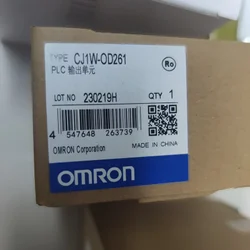 TYPE CJ1W-OD261
PLC 输出单元
Ro
LOT NO 230219H QTY 1
4 547648 263739
OMRON Corporation MADE IN CHINA
OMRON